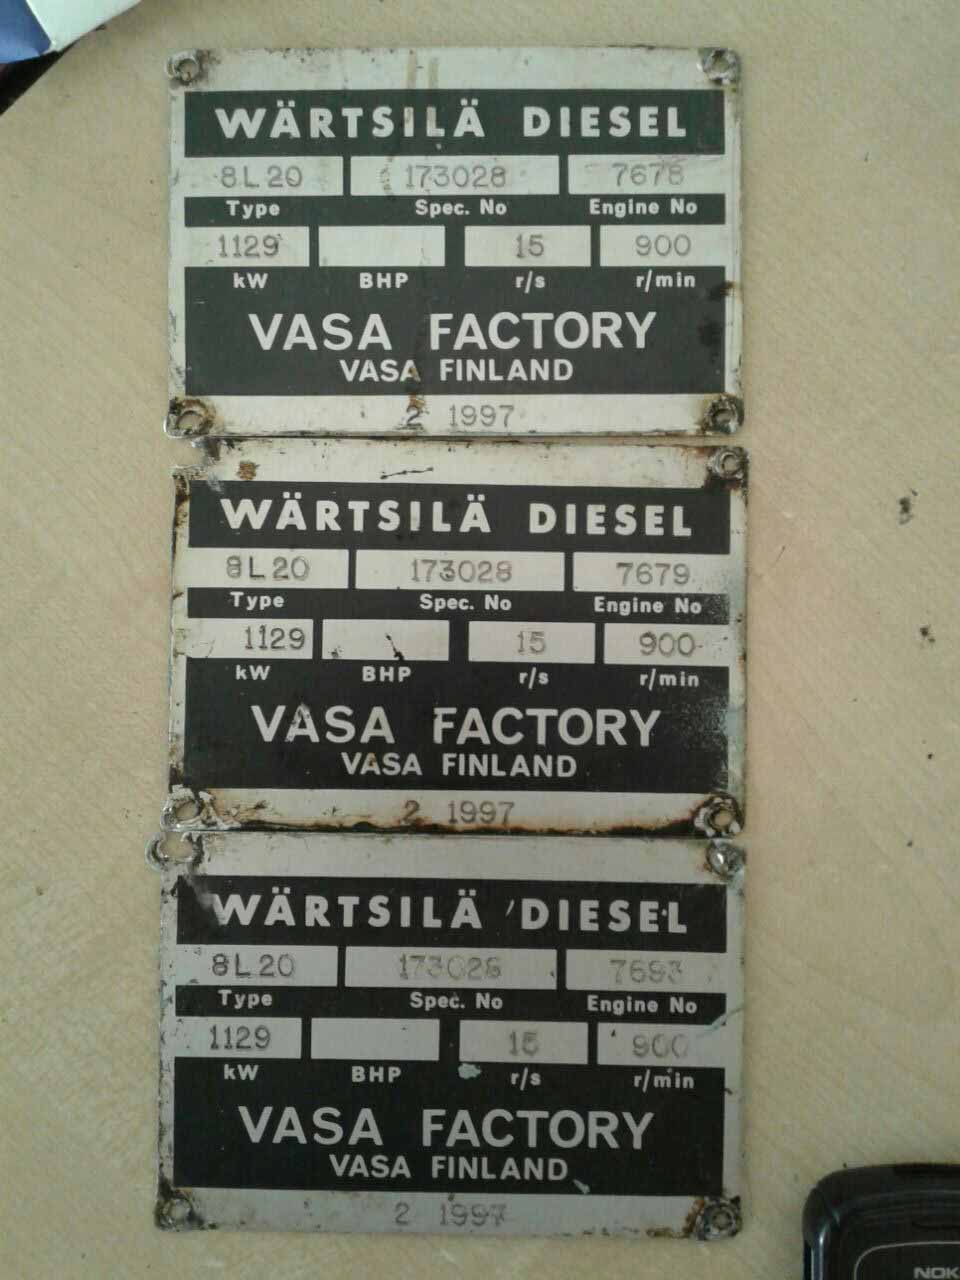 WÄRTSILÄ DIESEL
8L20 173028 7678
Type Spec. No Engine No
1129 15 900
kW BHP r/s r/min
VASA FACTORY
VASA FINLAND
2 1997
WÄRTSILÄ DIESEL
8L20 173028 7679
Type Spec. No Engine No
1129 15 900
kW BHP r/s r/min
VASA FACTORY
VASA FINLAND
2 1997
WÄRTSILÄ DIESEL
8L20 173028 7683
Type Spec. No Engine No
1129 15 900
kW BHP r/s r/min
VASA FACTORY
VASA FINLAND
2 1997
NOK